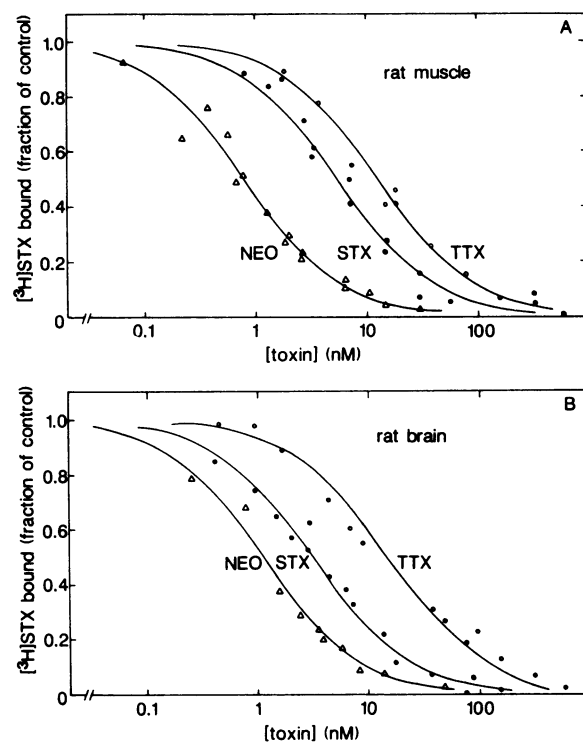 A
rat muscle
[³H]STX bound (fraction of control)
1.0
0.8
0.6
0.4
0.2
0
NEO STX TTX
0.1 1 10 100
[toxin] (nM)
B
rat brain
[³H]STX bound (fraction of control)
1.0
0.8
0.6
0.4
0.2
0
NEO STX TTX
0.1 1 10 100
[toxin] (nM)